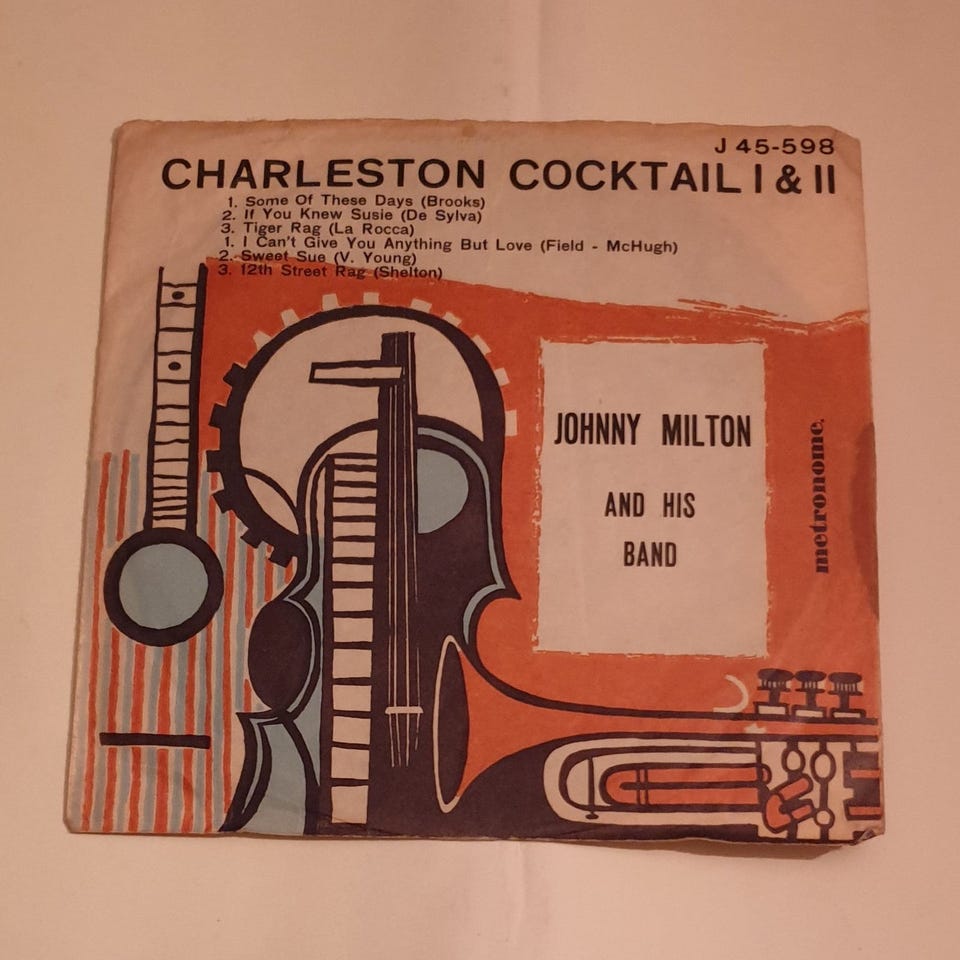 J 45-598
CHARLESTON COCKTAIL I & II
1. Some Of These Days (Brooks)
2. If You Knew Susie (De Sylva)
3. Tiger Rag (La Rocca)
1. I Can't Give You Anything But Love (Field - McHugh)
2. Sweet Sue (V. Young)
3. 12th Street Rag (Shelton)
JOHNNY MILTON
AND HIS
BAND
metronome